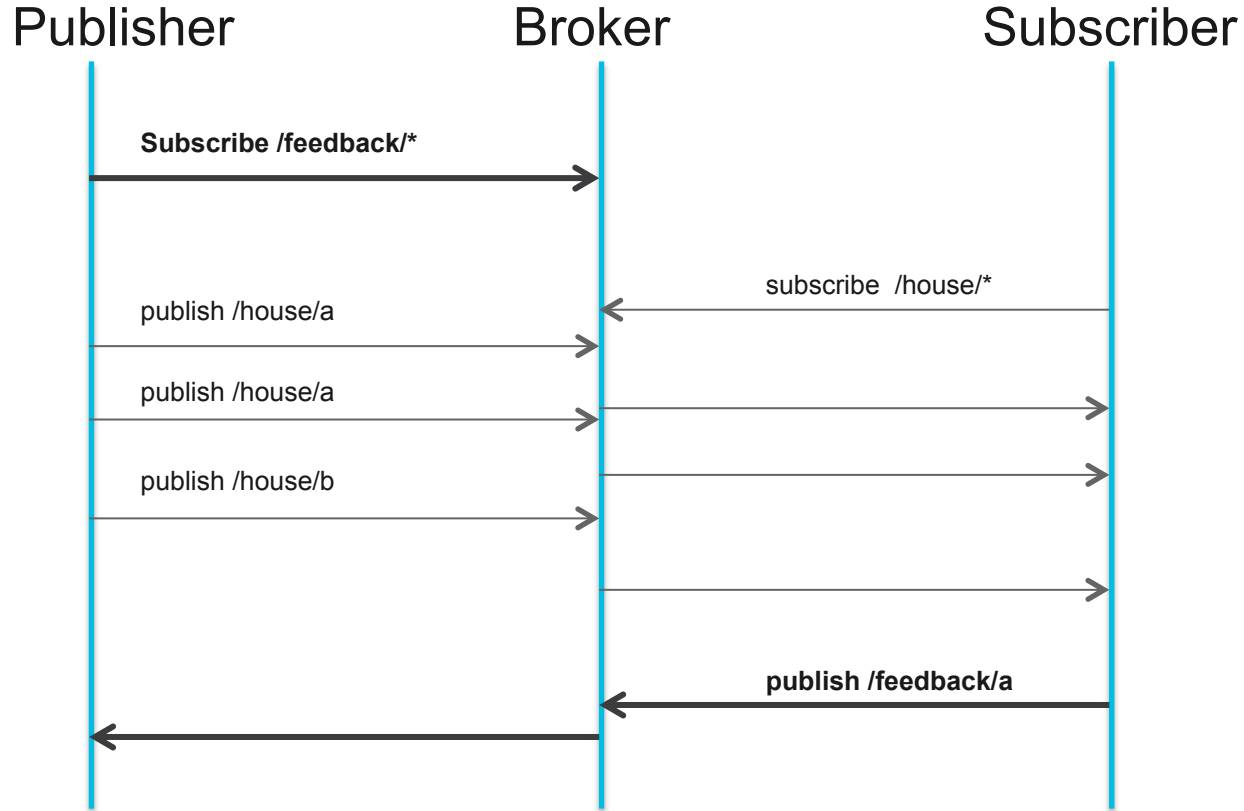 Publisher
Broker
Subscriber
Subscribe /feedback/*
subscribe  /house/*
publish /house/a
publish /house/a
publish /house/b
publish /feedback/a